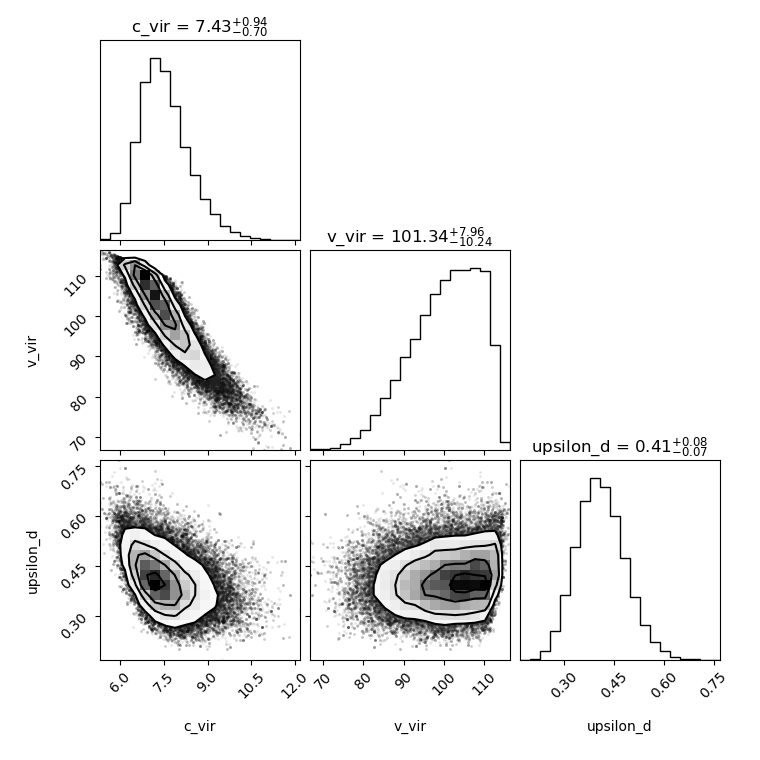 c_vir = 7.43+0.94−0.70
v_vir = 101.34+7.96−10.24
110
100
90
80
70
v_vir
upsilon_d = 0.41+0.08−0.07
0.75
0.60
0.45
0.30
upsilon_d
6.0 7.5 9.0 10.5 12.0
70 80 90 100 110
0.30 0.45 0.60 0.75
c_vir
v_vir
upsilon_d